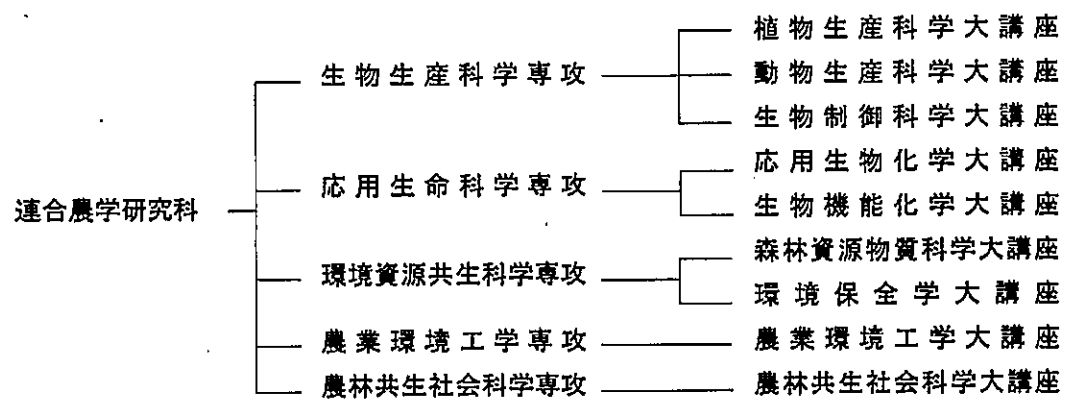 連合農学研究科
生物生産科学専攻
植物生産科学大講座
動物生産科学大講座
生物制御科学大講座
応用生命科学専攻
応用生物化学大講座
生物機能化学大講座
環境資源共生科学専攻
森林資源物質科学大講座
環境保全学大講座
農業環境工学専攻
農業環境工学大講座
農林共生社会科学専攻
農林共生社会科学大講座